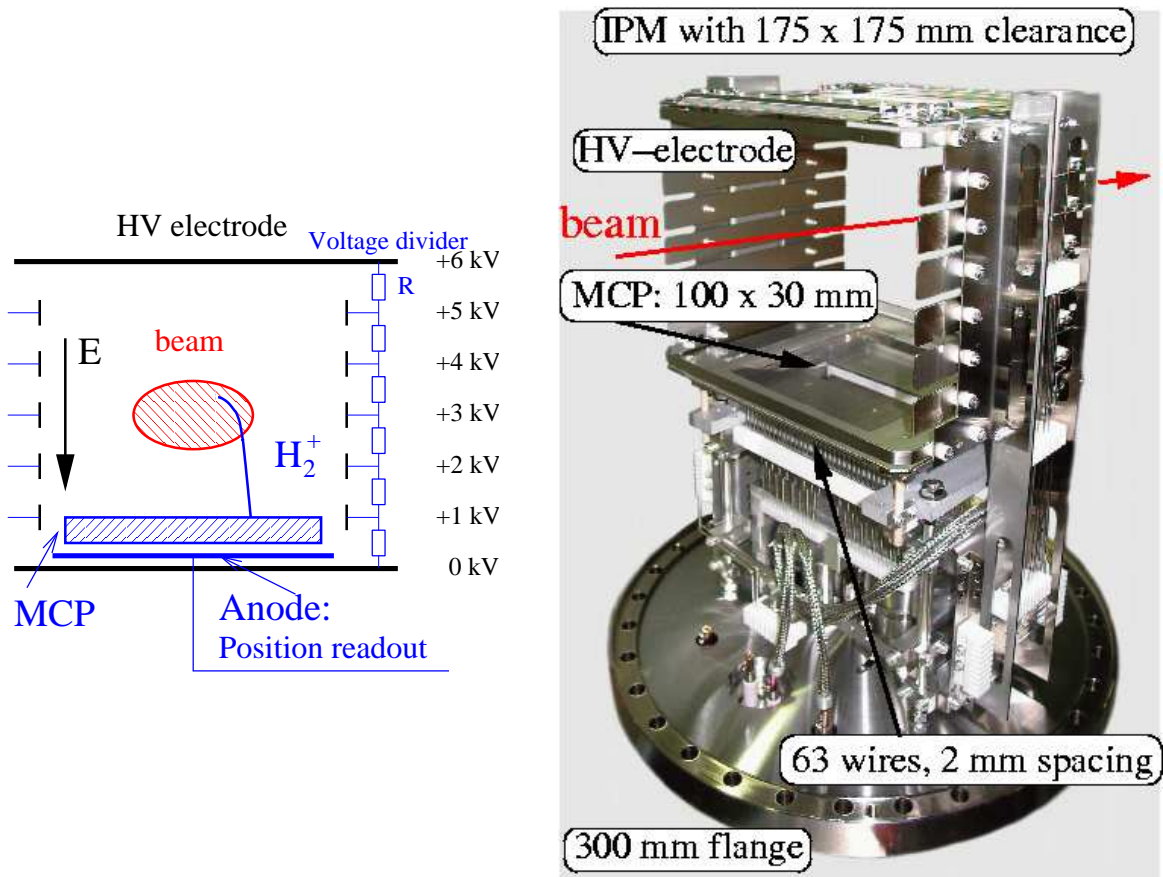 HV electrode
Voltage divider
+6 kV
R
+5 kV
E
beam
+4 kV
+3 kV
H₂⁺
+2 kV
+1 kV
0 kV
MCP
Anode:
Position readout
IPM with 175 x 175 mm clearance
HV–electrode
beam
MCP: 100 x 30 mm
63 wires, 2 mm spacing
300 mm flange